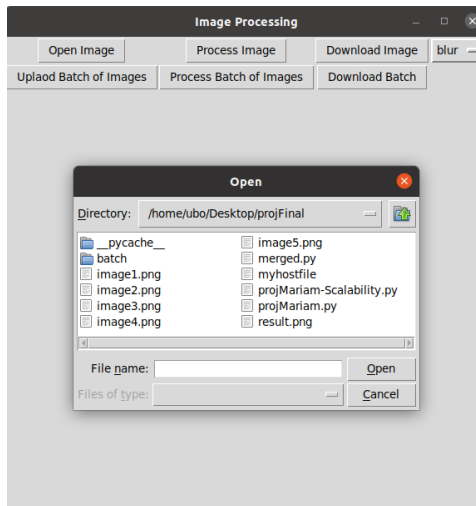 Image Processing
Open Image Process Image Download Image blur
Uplaod Batch of Images Process Batch of Images Download Batch
Open
Directory: /home/ubo/Desktop/projFinal
__pycache__ image5.png
batch merged.py
image1.png myhostfile
image2.png projMariam-Scalability.py
image3.png projMariam.py
image4.png result.png
File name: Open
Files of type: Cancel